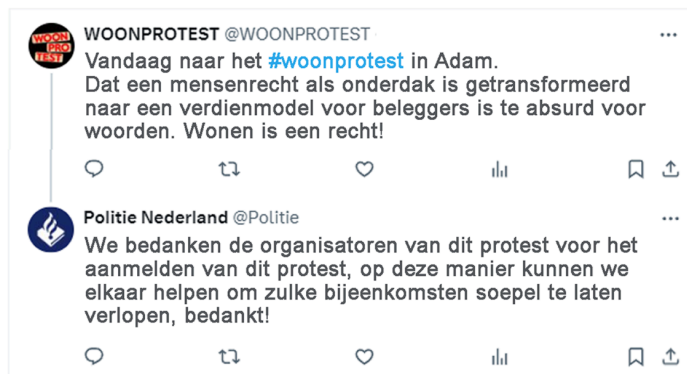 WOON
PRO
TEST
WOONPROTEST @WOONPROTEST
Vandaag naar het #woonprotest in Adam.
Dat een mensenrecht als onderdak is getransformeerd
naar een verdienmodel voor beleggers is te absurd voor
woorden. Wonen is een recht!
Politie Nederland @Politie
We bedanken de organisatoren van dit protest voor het
aanmelden van dit protest, op deze manier kunnen we
elkaar helpen om zulke bijeenkomsten soepel te laten
verlopen, bedankt!